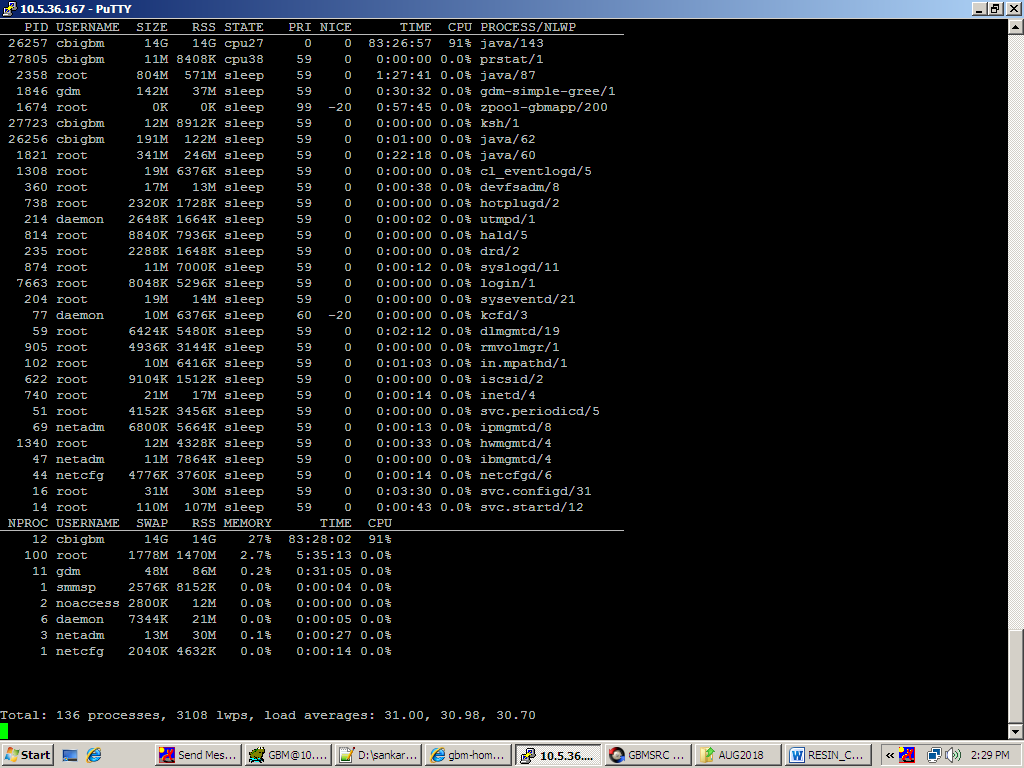 10.5.36.167 - PuTTY
PID USERNAME SIZE RSS STATE PRI NICE TIME CPU PROCESS/NLWP
26257 cbigbm 14G 14G cpu27 0 0 83:26:57 91% java/143
27805 cbigbm 11M 8408K cpu38 59 0 0:00:00 0.0% prstat/1
2358 root 804M 571M sleep 59 0 1:27:41 0.0% java/87
1846 gdm 142M 37M sleep 59 0 0:30:32 0.0% gdm-simple-gree/1
1674 root 0K 0K sleep 99 -20 0:57:45 0.0% zpool-gbmapp/200
27723 cbigbm 12M 8912K sleep 59 0 0:00:00 0.0% ksh/1
26256 cbigbm 191M 122M sleep 59 0 0:01:00 0.0% java/62
1821 root 341M 246M sleep 59 0 0:22:18 0.0% java/60
1308 root 19M 6376K sleep 59 0 0:00:00 0.0% cl_eventlogd/5
360 root 17M 13M sleep 59 0 0:00:38 0.0% devfsadm/8
738 root 2320K 1728K sleep 59 0 0:00:00 0.0% hotplugd/2
214 daemon 2648K 1664K sleep 59 0 0:00:02 0.0% utmpd/1
814 root 8840K 7936K sleep 59 0 0:00:00 0.0% hald/5
235 root 2288K 1648K sleep 59 0 0:00:00 0.0% drd/2
874 root 11M 7000K sleep 59 0 0:00:12 0.0% syslogd/11
7663 root 8048K 5296K sleep 59 0 0:00:00 0.0% login/1
204 root 19M 14M sleep 59 0 0:00:00 0.0% syseventd/21
77 daemon 10M 6376K sleep 60 -20 0:00:00 0.0% kcfd/3
59 root 6424K 5480K sleep 59 0 0:02:12 0.0% dlmgmtd/19
905 root 4936K 3144K sleep 59 0 0:00:00 0.0% rmvolmgr/1
102 root 10M 6416K sleep 59 0 0:01:03 0.0% in.mpathd/1
622 root 9104K 1512K sleep 59 0 0:00:00 0.0% iscsid/2
740 root 21M 17M sleep 59 0 0:00:14 0.0% inetd/4
51 root 4152K 3456K sleep 59 0 0:00:00 0.0% svc.periodicd/5
69 netadm 6800K 5664K sleep 59 0 0:00:13 0.0% ipmgmtd/8
1340 root 12M 4328K sleep 59 0 0:00:33 0.0% hwmgmtd/4
47 netadm 11M 7864K sleep 59 0 0:00:00 0.0% ibmgmtd/4
44 netcfg 4776K 3760K sleep 59 0 0:00:14 0.0% netcfgd/6
16 root 31M 30M sleep 59 0 0:03:30 0.0% svc.configd/31
14 root 110M 107M sleep 59 0 0:00:43 0.0% svc.startd/12
NPROC USERNAME SWAP RSS MEMORY TIME CPU
12 cbigbm 14G 14G 27% 83:28:02 91%
100 root 1778M 1470M 2.7% 5:35:13 0.0%
11 gdm 48M 86M 0.2% 0:31:05 0.0%
1 smmsp 2576K 8152K 0.0% 0:00:04 0.0%
2 noaccess 2800K 12M 0.0% 0:00:00 0.0%
6 daemon 7344K 21M 0.0% 0:00:05 0.0%
3 netadm 13M 30M 0.1% 0:00:27 0.0%
1 netcfg 2040K 4632K 0.0% 0:00:14 0.0%
Total: 136 processes, 3108 lwps, load averages: 31.00, 30.98, 30.70
Start Send Mes... GBM@10.... D:\sankar... gbm-hom... 10.5.36.... GBMSRC ... AUG2018 RESIN_C... « 2:29 PM